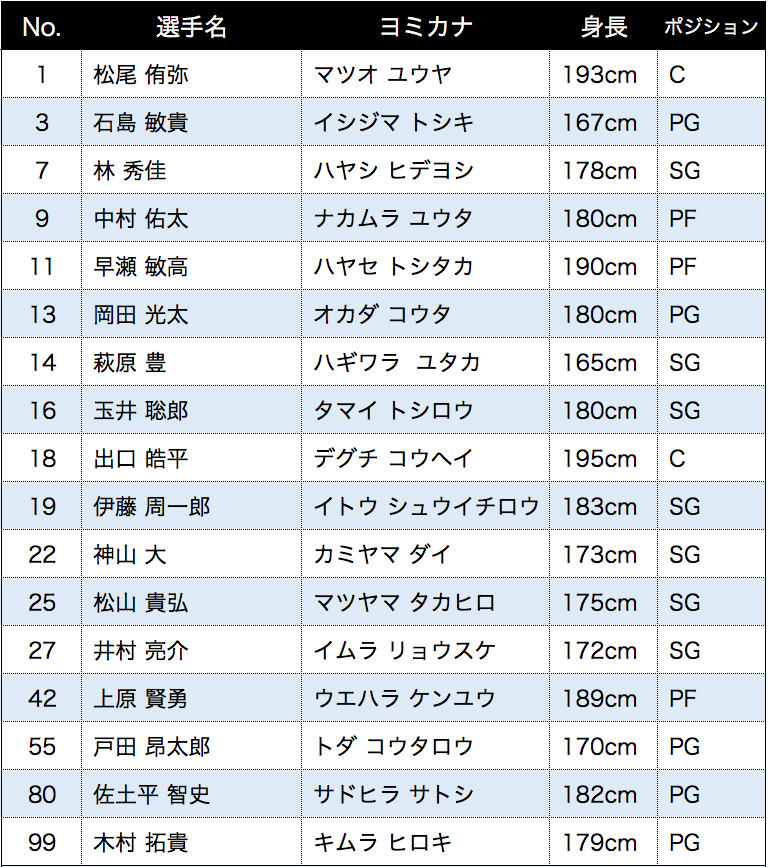 No. 選手名 ヨミカナ 身長 ポジション
1 松尾 侑弥 マツオ ユウヤ 193cm C
3 石島 敏貴 イシジマ トシキ 167cm PG
7 林 秀佳 ハヤシ ヒデヨシ 178cm SG
9 中村 佑太 ナカムラ ユウタ 180cm PF
11 早瀬 敏高 ハヤセ トシタカ 190cm PF
13 岡田 光太 オカダ コウタ 180cm PG
14 萩原 豊 ハギワラ ユタカ 165cm SG
16 玉井 聡郎 タマイ トシロウ 180cm SG
18 出口 皓平 デグチ コウヘイ 195cm C
19 伊藤 周一郎 イトウ シュウイチロウ 183cm SG
22 神山 大 カミヤマ ダイ 173cm SG
25 松山 貴弘 マツヤマ タカヒロ 175cm SG
27 井村 亮介 イムラ リョウスケ 172cm SG
42 上原 賢勇 ウエハラ ケンユウ 189cm PF
55 戸田 昂太郎 トダ コウタロウ 170cm PG
80 佐土平 智史 サドヒラ サトシ 182cm PG
99 木村 拓貴 キムラ ヒロキ 179cm PG